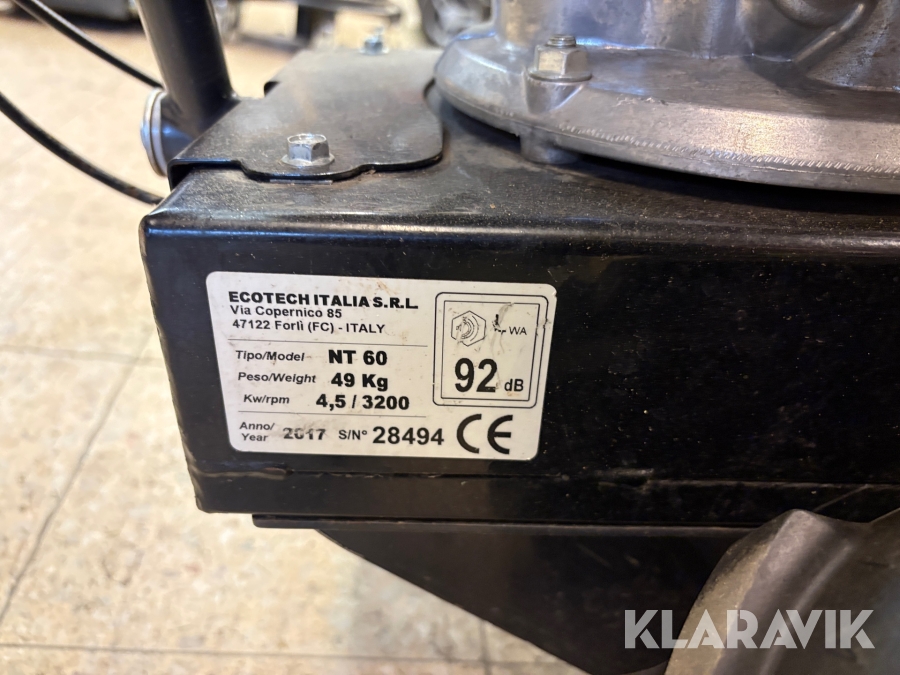 ECOTECH ITALIA S.R.L.
Via Copernico 85
47122 Forlì (FC) - ITALY
Tipo/Model NT 60
Peso/Weight 49 Kg
Kw/rpm 4,5 / 3200
Anno/
Year 2017 S/N° 28494 CE
LWA
92 dB
KLARAVIK